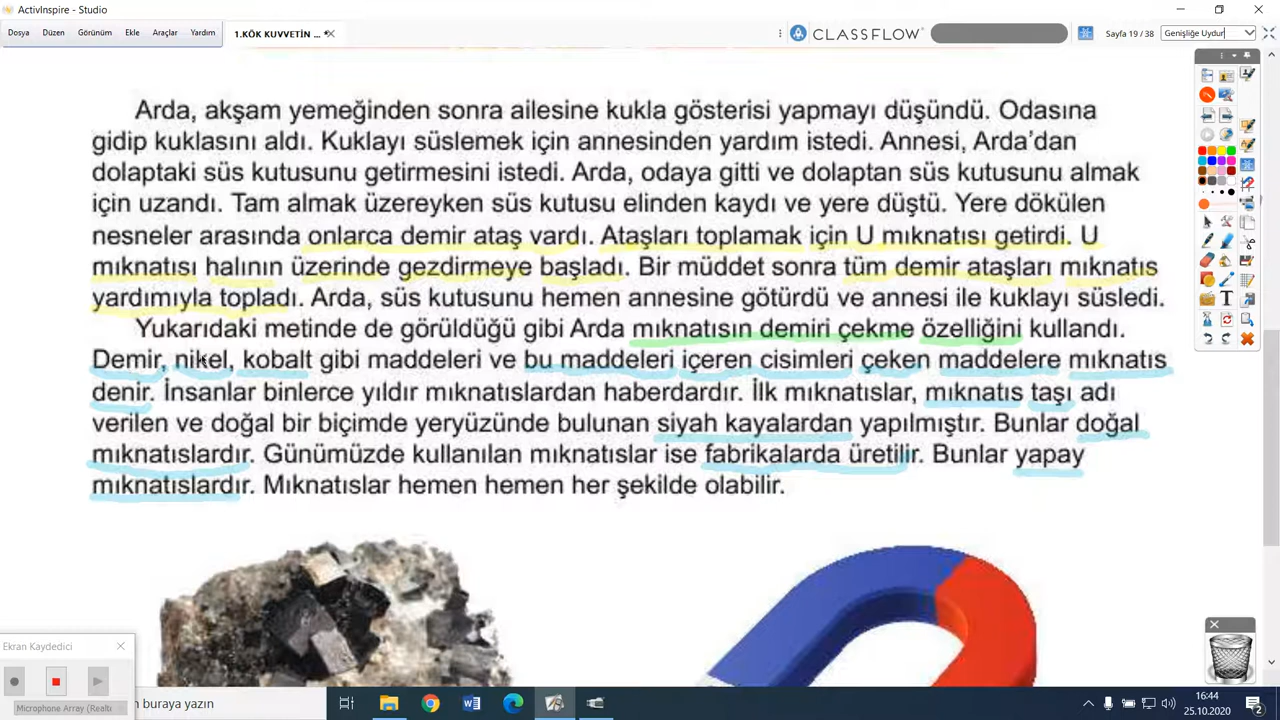 ActivInspire - Studio
Dosya Düzen Görünüm Ekle Araçlar Yardım
1.KÖK KUVVETİN ...
CLASSFLOW
Sayfa 19 / 38
Genişliğe Uydur
Arda, akşam yemeğinden sonra ailesine kukla gösterisi yapmayı düşündü. Odasına
gidip kuklasını aldı. Kuklayı süslemek için annesinden yardım istedi. Annesi, Arda'dan
dolaptaki süs kutusunu getirmesini istedi. Arda, odaya gitti ve dolaptan süs kutusunu almak
için uzandı. Tam almak üzereyken süs kutusu elinden kaydı ve yere düştü. Yere dökülen
nesneler arasında onlarca demir ataş vardı. Ataşları toplamak için U mıknatısı getirdi. U
mıknatısı halının üzerinde gezdirmeye başladı. Bir müddet sonra tüm demir ataşları mıknatıs
yardımıyla topladı. Arda, süs kutusunu hemen annesine götürdü ve annesi ile kuklayı süsledi.
Yukarıdaki metinde de görüldüğü gibi Arda mıknatısın demiri çekme özelliğini kullandı.
Demir, nikel, kobalt gibi maddeleri ve bu maddeleri içeren cisimleri çeken maddelere mıknatıs
denir. İnsanlar binlerce yıldır mıknatıslardan haberdardır. İlk mıknatıslar, mıknatıs taşı adı
verilen ve doğal bir biçimde yeryüzünde bulunan siyah kayalardan yapılmıştır. Bunlar doğal
mıknatıslardır. Günümüzde kullanılan mıknatıslar ise fabrikalarda üretilir. Bunlar yapay
mıknatıslardır. Mıknatıslar hemen hemen her şekilde olabilir.
Ekran Kaydedici
Microphone Array (Realt
n buraya yazın
16:44
25.10.2020
2